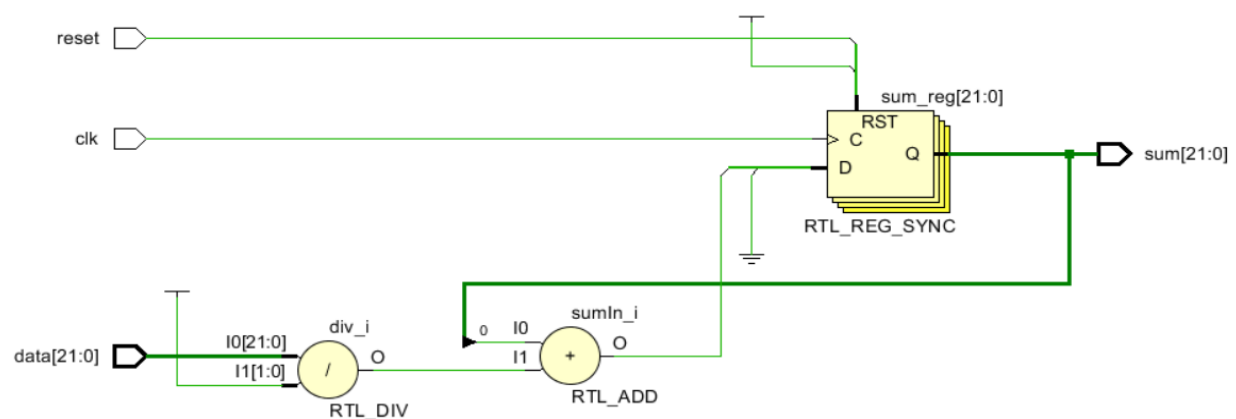 reset
sum_reg[21:0]
RST
clk
C
Q
sum[21:0]
D
RTL_REG_SYNC
sumIn_i
div_i
0
I0
O
data[21:0]
I0[21:0]
O
I1
+
I1[1:0]
/
RTL_ADD
RTL_DIV